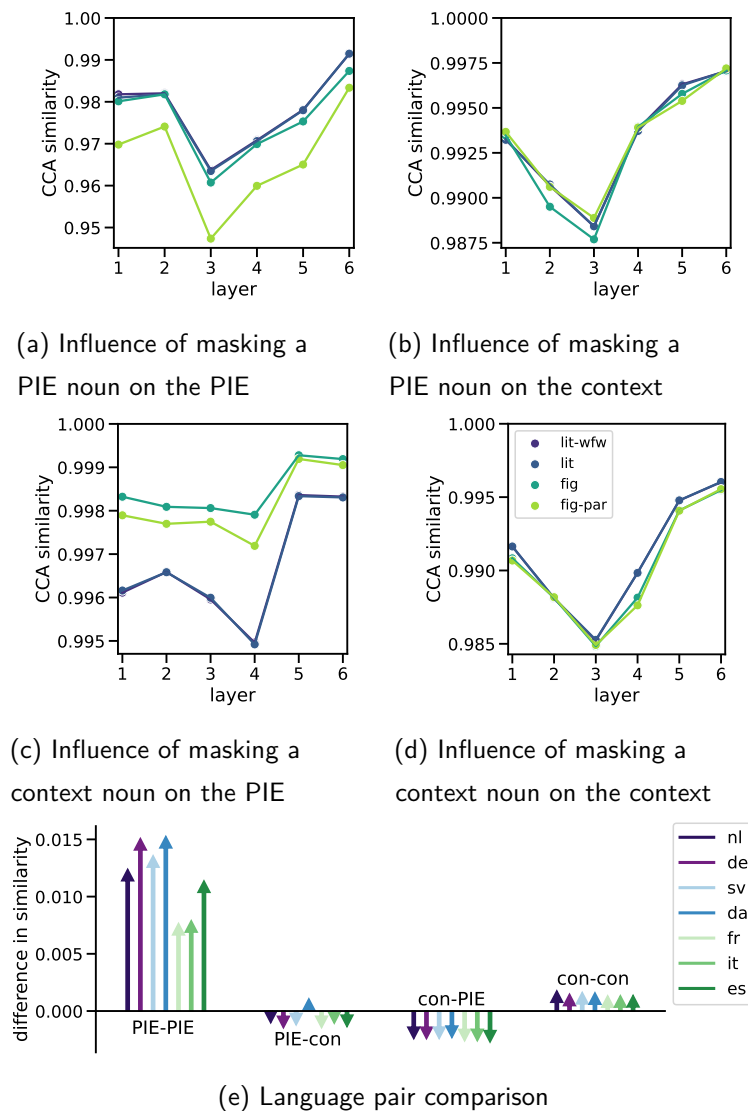 1.00
0.99
0.98
0.97
0.96
0.95
CCA similarity
1 2 3 4 5 6
layer
1.0000
0.9975
0.9950
0.9925
0.9900
0.9875
CCA similarity
1 2 3 4 5 6
layer
(a) Influence of masking a
PIE noun on the PIE
(b) Influence of masking a
PIE noun on the context
1.000
0.999
0.998
0.997
0.996
0.995
CCA similarity
1 2 3 4 5 6
layer
1.000
0.995
0.990
0.985
CCA similarity
lit-wfw
lit
fig
fig-par
1 2 3 4 5 6
layer
(c) Influence of masking a
context noun on the PIE
(d) Influence of masking a
context noun on the context
0.015
0.010
0.005
0.000
difference in similarity
PIE-PIE
PIE-con
con-PIE
con-con
nl
de
sv
da
fr
it
es
(e) Language pair comparison